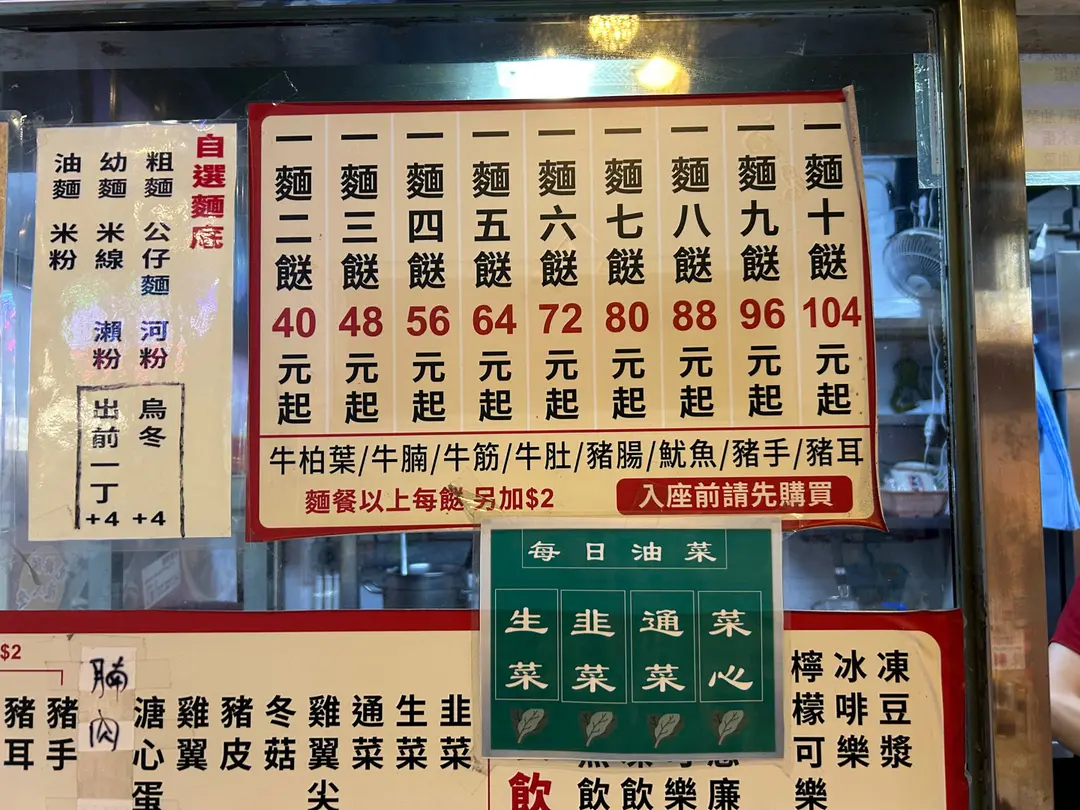 自選麵底
粗麵 公仔麵 河粉 烏冬 +4
幼麵 米線 瀨粉 出前一丁 +4
油麵 米粉
一麵二餸 40元起
一麵三餸 48元起
一麵四餸 56元起
一麵五餸 64元起
一麵六餸 72元起
一麵七餸 80元起
一麵八餸 88元起
一麵九餸 96元起
一麵十餸 104元起
牛柏葉/牛腩/牛筋/牛肚/豬腸/魷魚/豬手/豬耳
麵餐以上每餸 另加$2
入座前請先購買
每日油菜
生菜
韭菜
通菜
菜心
$2
豬耳
豬手
腩肉
溏心蛋
雞翼
豬皮
冬菇
雞翼尖
通菜
生菜
韭菜
飲
飲
飲
樂
廉
檸檬可樂
冰啡樂
凍豆漿